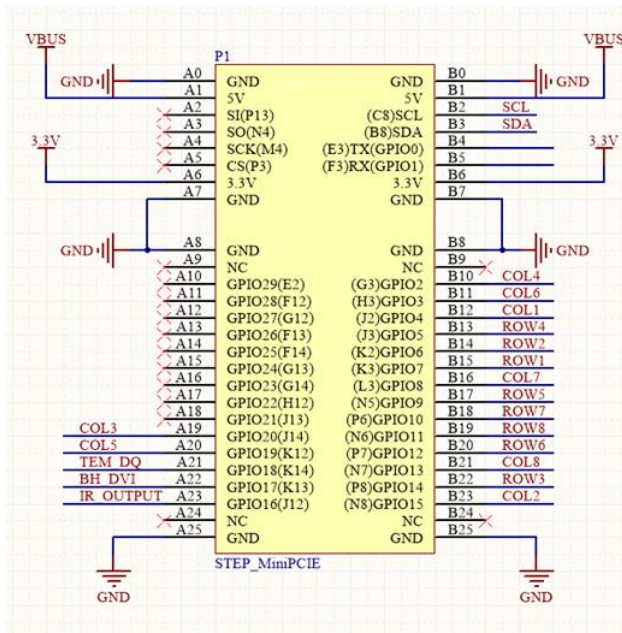 VBUS VBUS
P1
GND A0 GND GND B0 GND
A1 5V 5V B1
A2 SI(P13) (C8)SCL B2 SCL
A3 SO(N4) (B8)SDA B3 SDA
3.3V A4 SCK(M4) (E3)TX(GPIO0) B4 3.3V
A5 CS(P3) (F3)RX(GPIO1) B5
A6 3.3V 3.3V B6
A7 GND GND B7
GND A8 GND GND B8 GND
A9 NC NC B9
A10 GPIO29(E2) (G3)GPIO2 B10 COL4
A11 GPIO28(F12) (H3)GPIO3 B11 COL6
A12 GPIO27(G12) (J2)GPIO4 B12 COL1
A13 GPIO26(F13) (J3)GPIO5 B13 ROW4
A14 GPIO25(F14) (K2)GPIO6 B14 ROW2
A15 GPIO24(G13) (K3)GPIO7 B15 ROW1
A16 GPIO23(G14) (L3)GPIO8 B16 COL7
A17 GPIO22(H12) (N5)GPIO9 B17 ROW5
A18 GPIO21(J13) (P6)GPIO10 B18 ROW7
COL3 A19 GPIO20(J14) (N6)GPIO11 B19 ROW8
COL5 A20 GPIO19(K12) (P7)GPIO12 B20 ROW6
TEM_DQ A21 GPIO18(K14) (N7)GPIO13 B21 COL8
BH_DVI A22 GPIO17(K13) (P8)GPIO14 B22 ROW3
IR_OUTPUT A23 GPIO16(J12) (N8)GPIO15 B23 COL2
A24 NC NC B24
A25 GND GND B25
STEP_MiniPCIE
GND GND